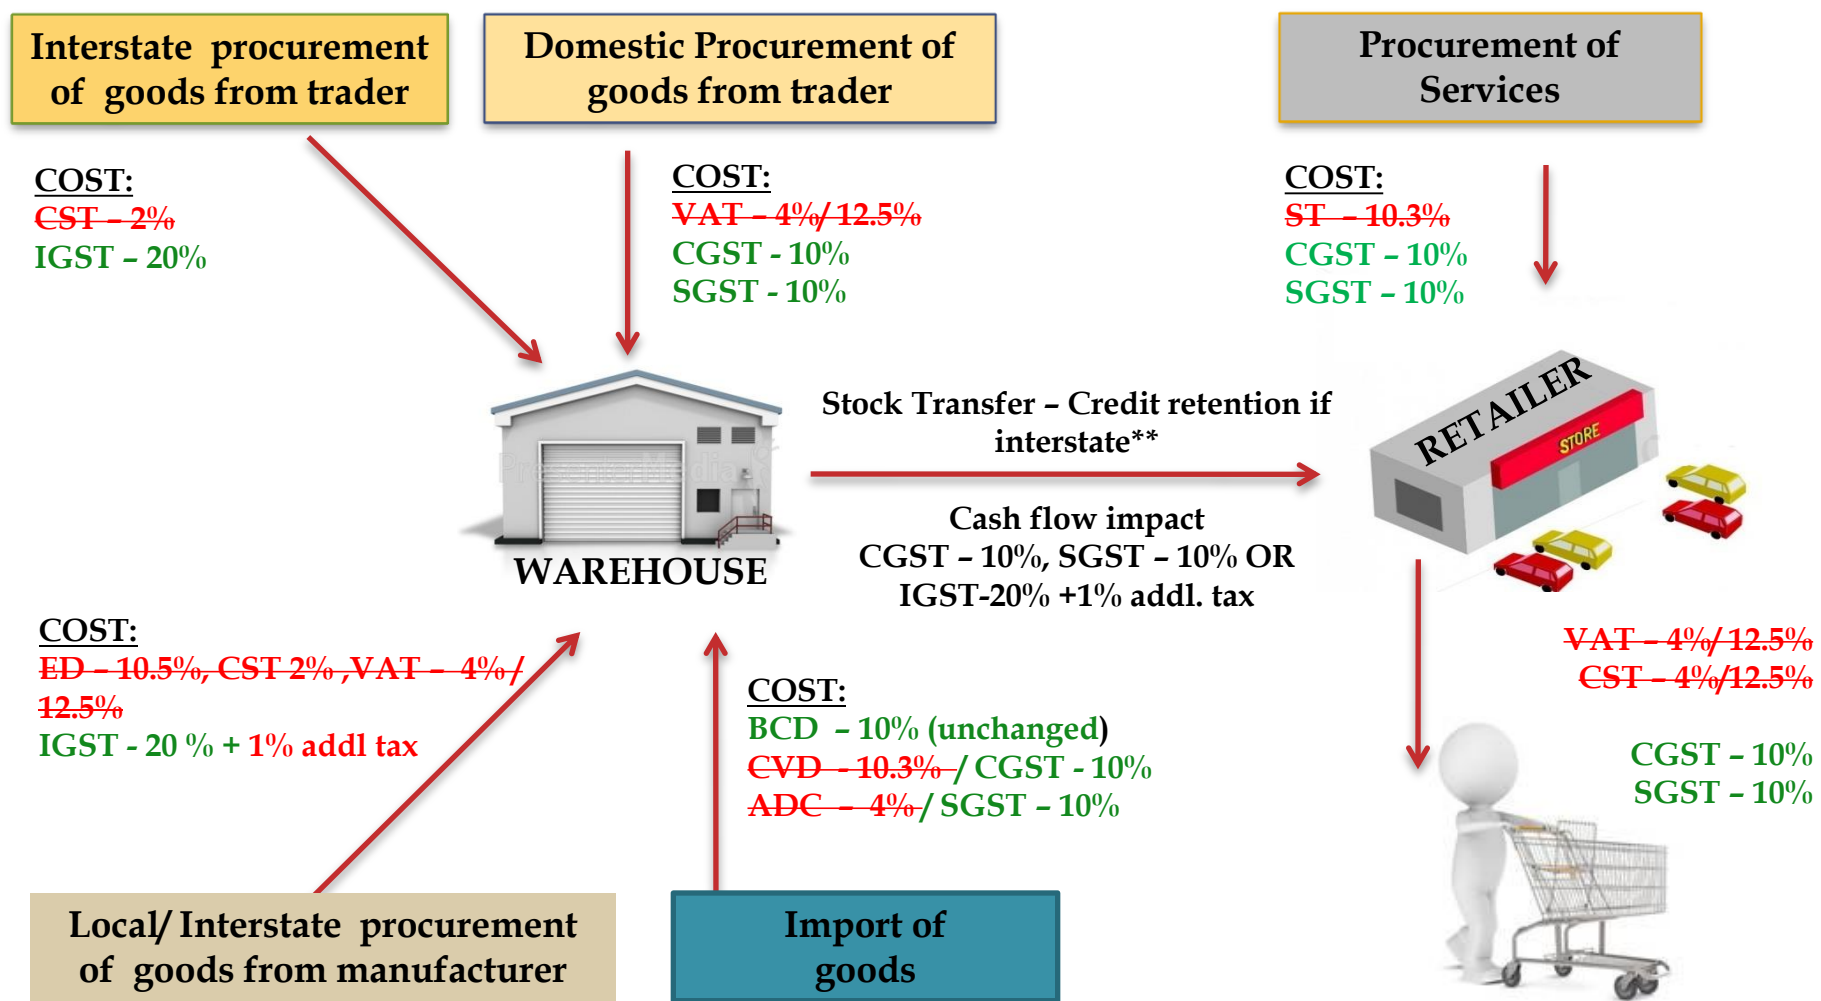 Interstate  procurement
of  goods from trader
Domestic Procurement of
goods from trader
Procurement of
Services
COST:
CST – 2%
IGST – 20%
COST:
VAT – 4%/ 12.5%
CGST - 10%
SGST - 10%
COST:
ST  – 10.3%
CGST – 10%
SGST – 10%
Stock Transfer – Credit retention if
interstate**
Cash flow impact
CGST – 10%, SGST – 10% OR
IGST-20% +1% addl. tax
PresenterMedia
WAREHOUSE
RETAILER
STORE
COST:
ED – 10.5%, CST 2% ,VAT –  4% /
12.5%
IGST - 20 % + 1% addl tax
COST:
BCD  – 10% (unchanged)
CVD  - 10.3%  / CGST - 10%
ADC  –  4% / SGST – 10%
VAT – 4%/ 12.5%
CST – 4%/12.5%
CGST – 10%
SGST – 10%
Local/ Interstate  procurement
of  goods from manufacturer
Import of
goods